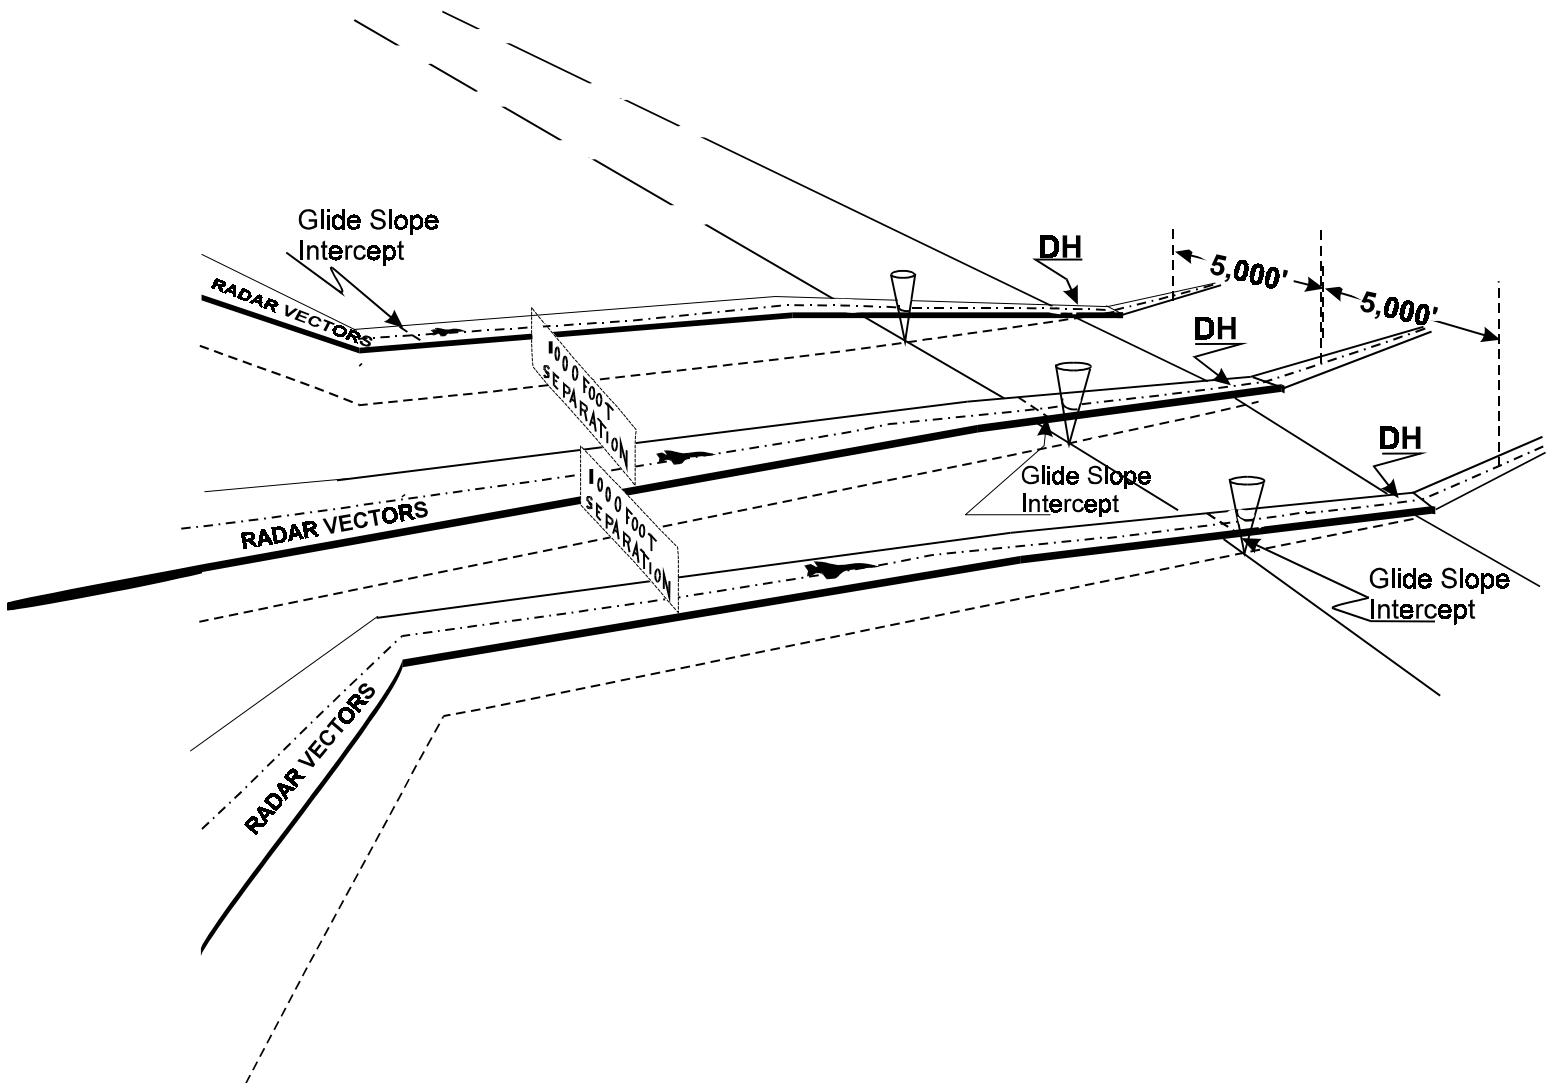 Glide Slope
Intercept
RADAR VECTORS
DH
5,000'
5,000'
DH
1000 FOOT
SEPARATION
DH
Glide Slope
Intercept
RADAR VECTORS
1000 FOOT
SEPARATION
Glide Slope
Intercept
RADAR VECTORS